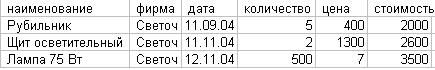 наименование фирма дата количество цена стоимость
Рубильник Светоч 11.09.04 5 400 2000
Щит осветительный Светоч 11.11.04 2 1300 2600
Лампа 75 Вт Светоч 12.11.04 500 7 3500